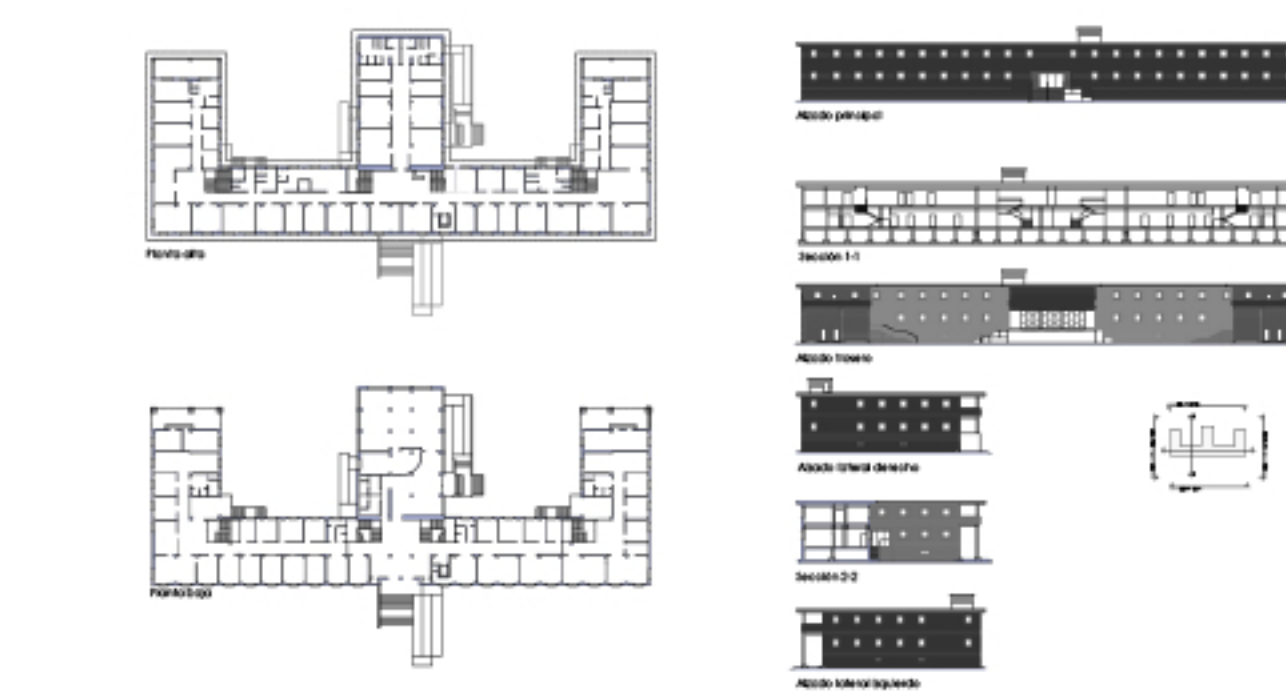 Planta alta
Planta baja
Alzado principal
Sección 1-1
Alzado trasero
Alzado lateral derecho
Sección 2-2
Alzado lateral izquierdo